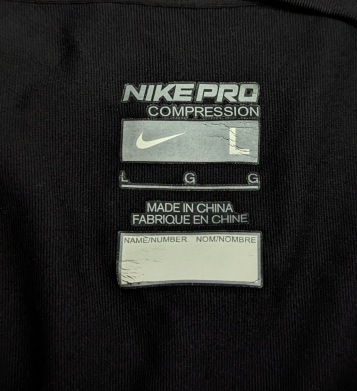 NIKE PRO
COMPRESSION
L
L G G
MADE IN CHINA
FABRIQUE EN CHINE
NAME/NUMBER NOM/NOMBRE